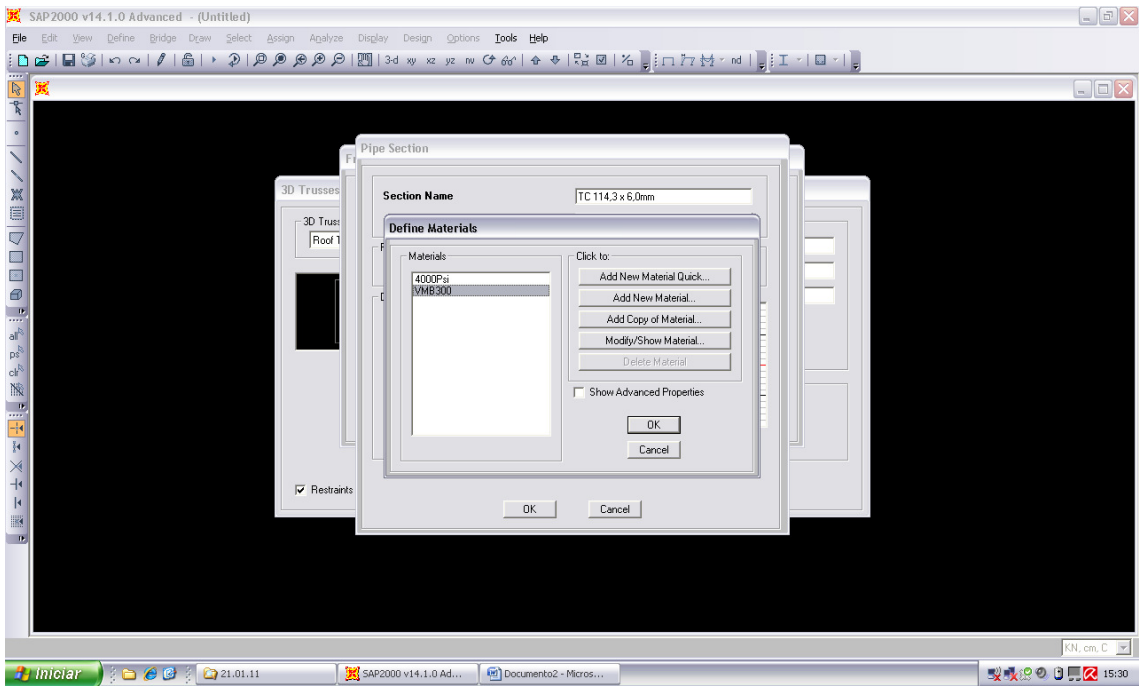 SAP2000 v14.1.0 Advanced - (Untitled)
File Edit View Define Bridge Draw Select Assign Analyze Display Design Options Tools Help
3-d xy xz yz nv
nd
Pipe Section
3D Trusses
Section Name TC 114,3 x 6,0mm
3D Truss
Roof T
Define Materials
Materials
4000Psi
VMB300
Click to:
Add New Material Quick...
Add New Material...
Add Copy of Material...
Modify/Show Material...
Delete Material
Show Advanced Properties
OK
Cancel
Restraints
OK Cancel
all
ps
clr
KN, cm, C
Iniciar 21.01.11 SAP2000 v14.1.0 Ad... Documento2 - Micros... 15:30